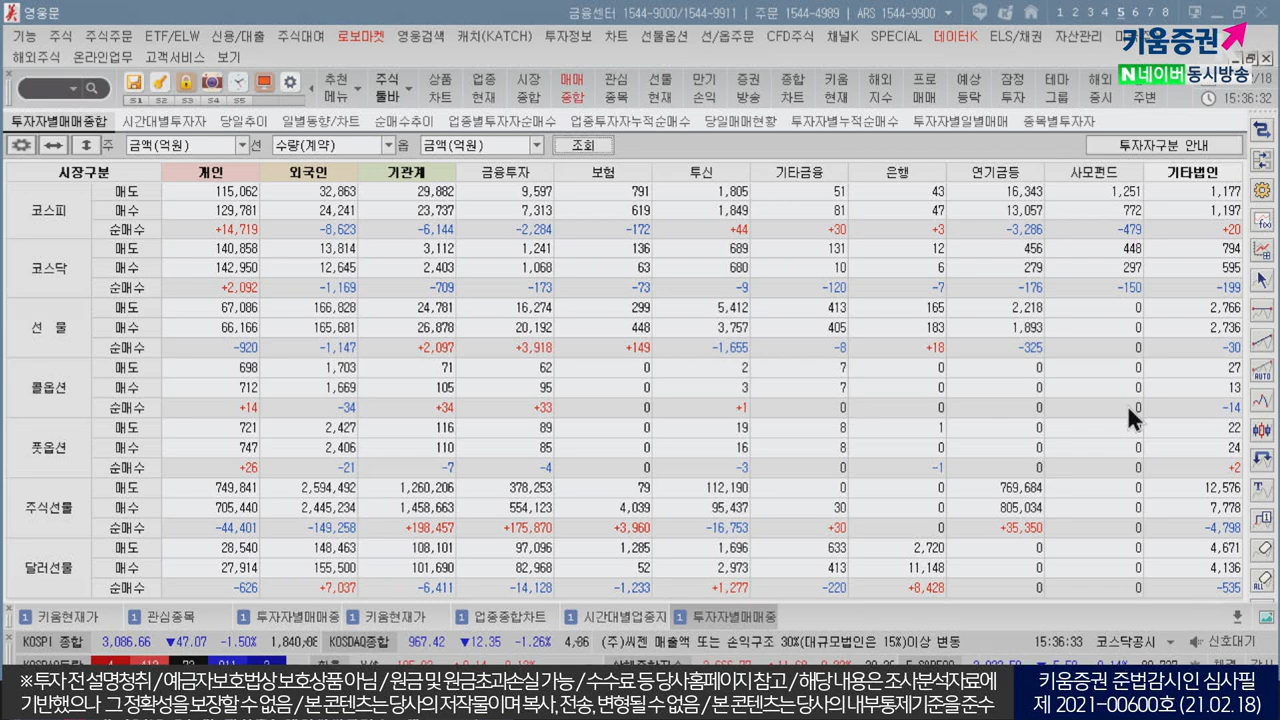 영웅문 금융센터 1544-9000/1544-9911 | 주문 1544-4989 | ARS 1544-9900 1 2 3 4 5 6 7 8
기능 주식 주식주문 ETF/ELW 신용/대출 주식대여 로보마켓 영웅검색 캐치(KATCH) 투자정보 차트 선물옵션 선/옵주문 CFD주식 채널K SPECIAL 데이터K ELS/채권 자산관리
해외주식 온라인업무 고객서비스 보기
키움증권
N네이버 동시방송
추천메뉴 주식툴바 상품차트 업종현재 시장종합 매매종합 관심종목 선물현재 만기손익 증권방송 종합차트 키움현재 해외지수 프로매매 예상등락 잠정투자 테마그룹 해외증시 주변 /18
S1 S2 S3 S4 S5 15:36:32
투자자별매매종합 시간대별투자자 당일추이 일별동향/차트 순매수추이 업종별투자자순매수 업종투자자누적순매수 당일매매현황 투자자별누적순매수 투자자별일별매매 종목별투자자
주 금액(억원) 선 수량(계약) 옵 금액(억원) 조회 투자자구분 안내
시장구분 개인 외국인 기관계 금융투자 보험 투신 기타금융 은행 연기금등 사모펀드 기타법인
코스피
매도 115,062 32,863 29,882 9,597 791 1,805 51 43 16,343 1,251 1,177
매수 129,781 24,241 23,737 7,313 619 1,849 81 47 13,057 772 1,197
순매수 +14,719 -8,623 -6,144 -2,284 -172 +44 +30 +3 -3,286 -479 +20
코스닥
매도 140,858 13,814 3,112 1,241 136 689 131 12 456 448 794
매수 142,950 12,645 2,403 1,068 63 680 10 6 279 297 595
순매수 +2,092 -1,169 -709 -173 -73 -9 -120 -7 -176 -150 -199
선 물
매도 67,086 166,828 24,781 16,274 299 5,412 413 165 2,218 0 2,766
매수 66,166 165,681 26,878 20,192 448 3,757 405 183 1,893 0 2,736
순매수 -920 -1,147 +2,097 +3,918 +149 -1,655 -8 +18 -325 0 -30
콜옵션
매도 698 1,703 71 62 0 2 7 0 0 0 27
매수 712 1,669 105 95 0 3 7 0 0 0 13
순매수 +14 -34 +34 +33 0 +1 0 0 0 0 -14
풋옵션
매도 721 2,427 116 89 0 19 8 1 0 0 22
매수 747 2,406 110 85 0 16 8 0 0 0 24
순매수 +26 -21 -7 -4 0 -3 0 -1 0 0 +2
주식선물
매도 749,841 2,594,492 1,260,206 378,253 79 112,190 0 0 769,684 0 12,576
매수 705,440 2,445,234 1,458,663 554,123 4,039 95,437 30 0 805,034 0 7,778
순매수 -44,401 -149,258 +198,457 +175,870 +3,960 -16,753 +30 0 +35,350 0 -4,798
달러선물
매도 28,540 148,463 108,101 97,096 1,285 1,696 633 2,720 0 0 4,671
매수 27,914 155,500 101,690 82,968 52 2,973 413 11,148 0 0 4,136
순매수 -626 +7,037 -6,411 -14,128 -1,233 +1,277 -220 +8,428 0 0 -535
1 키움현재가 1 관심종목 1 투자자별매매종 1 키움현재가 1 업종종합차트 1 시간대별업종지 1 투자자별매매종
KOSPI 종합 3,086.66 ▼47.07 -1.50% KOSDAQ종합 967.42 ▼12.35 -1.26% (주)씨젠 매출액 또는 손익구조 30%(대규모법인은 15%)이상 변동 15:36:33 코스닥공시 신호대기
※ 투자 전 설명청취 / 예금자보호법상 보호상품 아님 / 원금 및 원금초과손실 가능 / 수수료 등 당사홈페이지 참고 / 해당 내용은 조사분석자료에
기반했으나 그 정확성을 보장할 수 없음 / 본 콘텐츠는 당사의 저작물이며 복사, 전송, 변형될 수 없음 / 본 콘텐츠는 당사의 내부통제기준을 준수
키움증권 준법감시인 심사필
제 2021-00600호 (21.02.18)